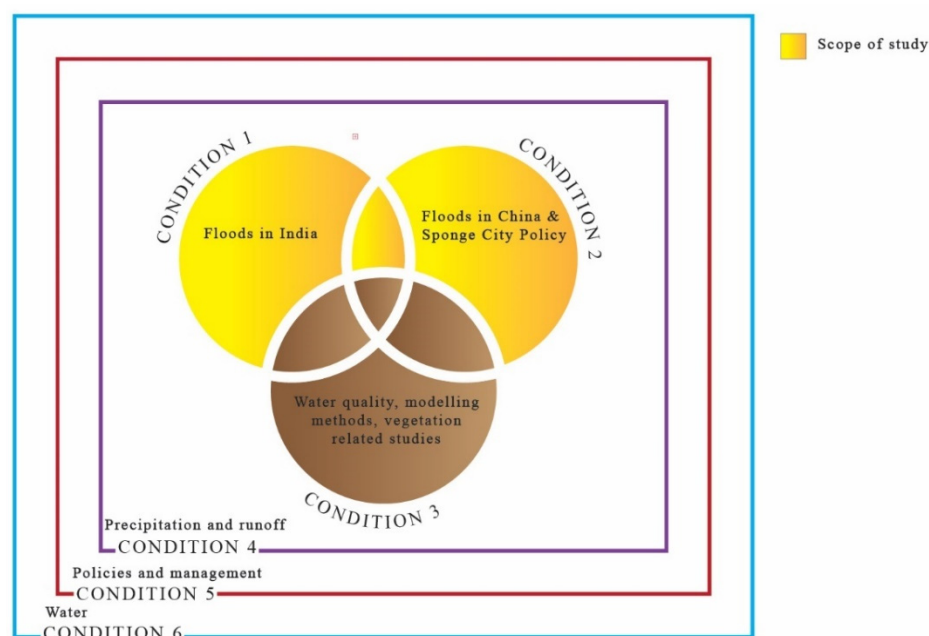 Scope of study
CONDITION 1
CONDITION 2
Floods in India
Floods in China &
Sponge City Policy
Water quality, modelling
methods, vegetation
related studies
CONDITION 3
Precipitation and runoff
CONDITION 4
Policies and management
CONDITION 5
Water
CONDITION 6